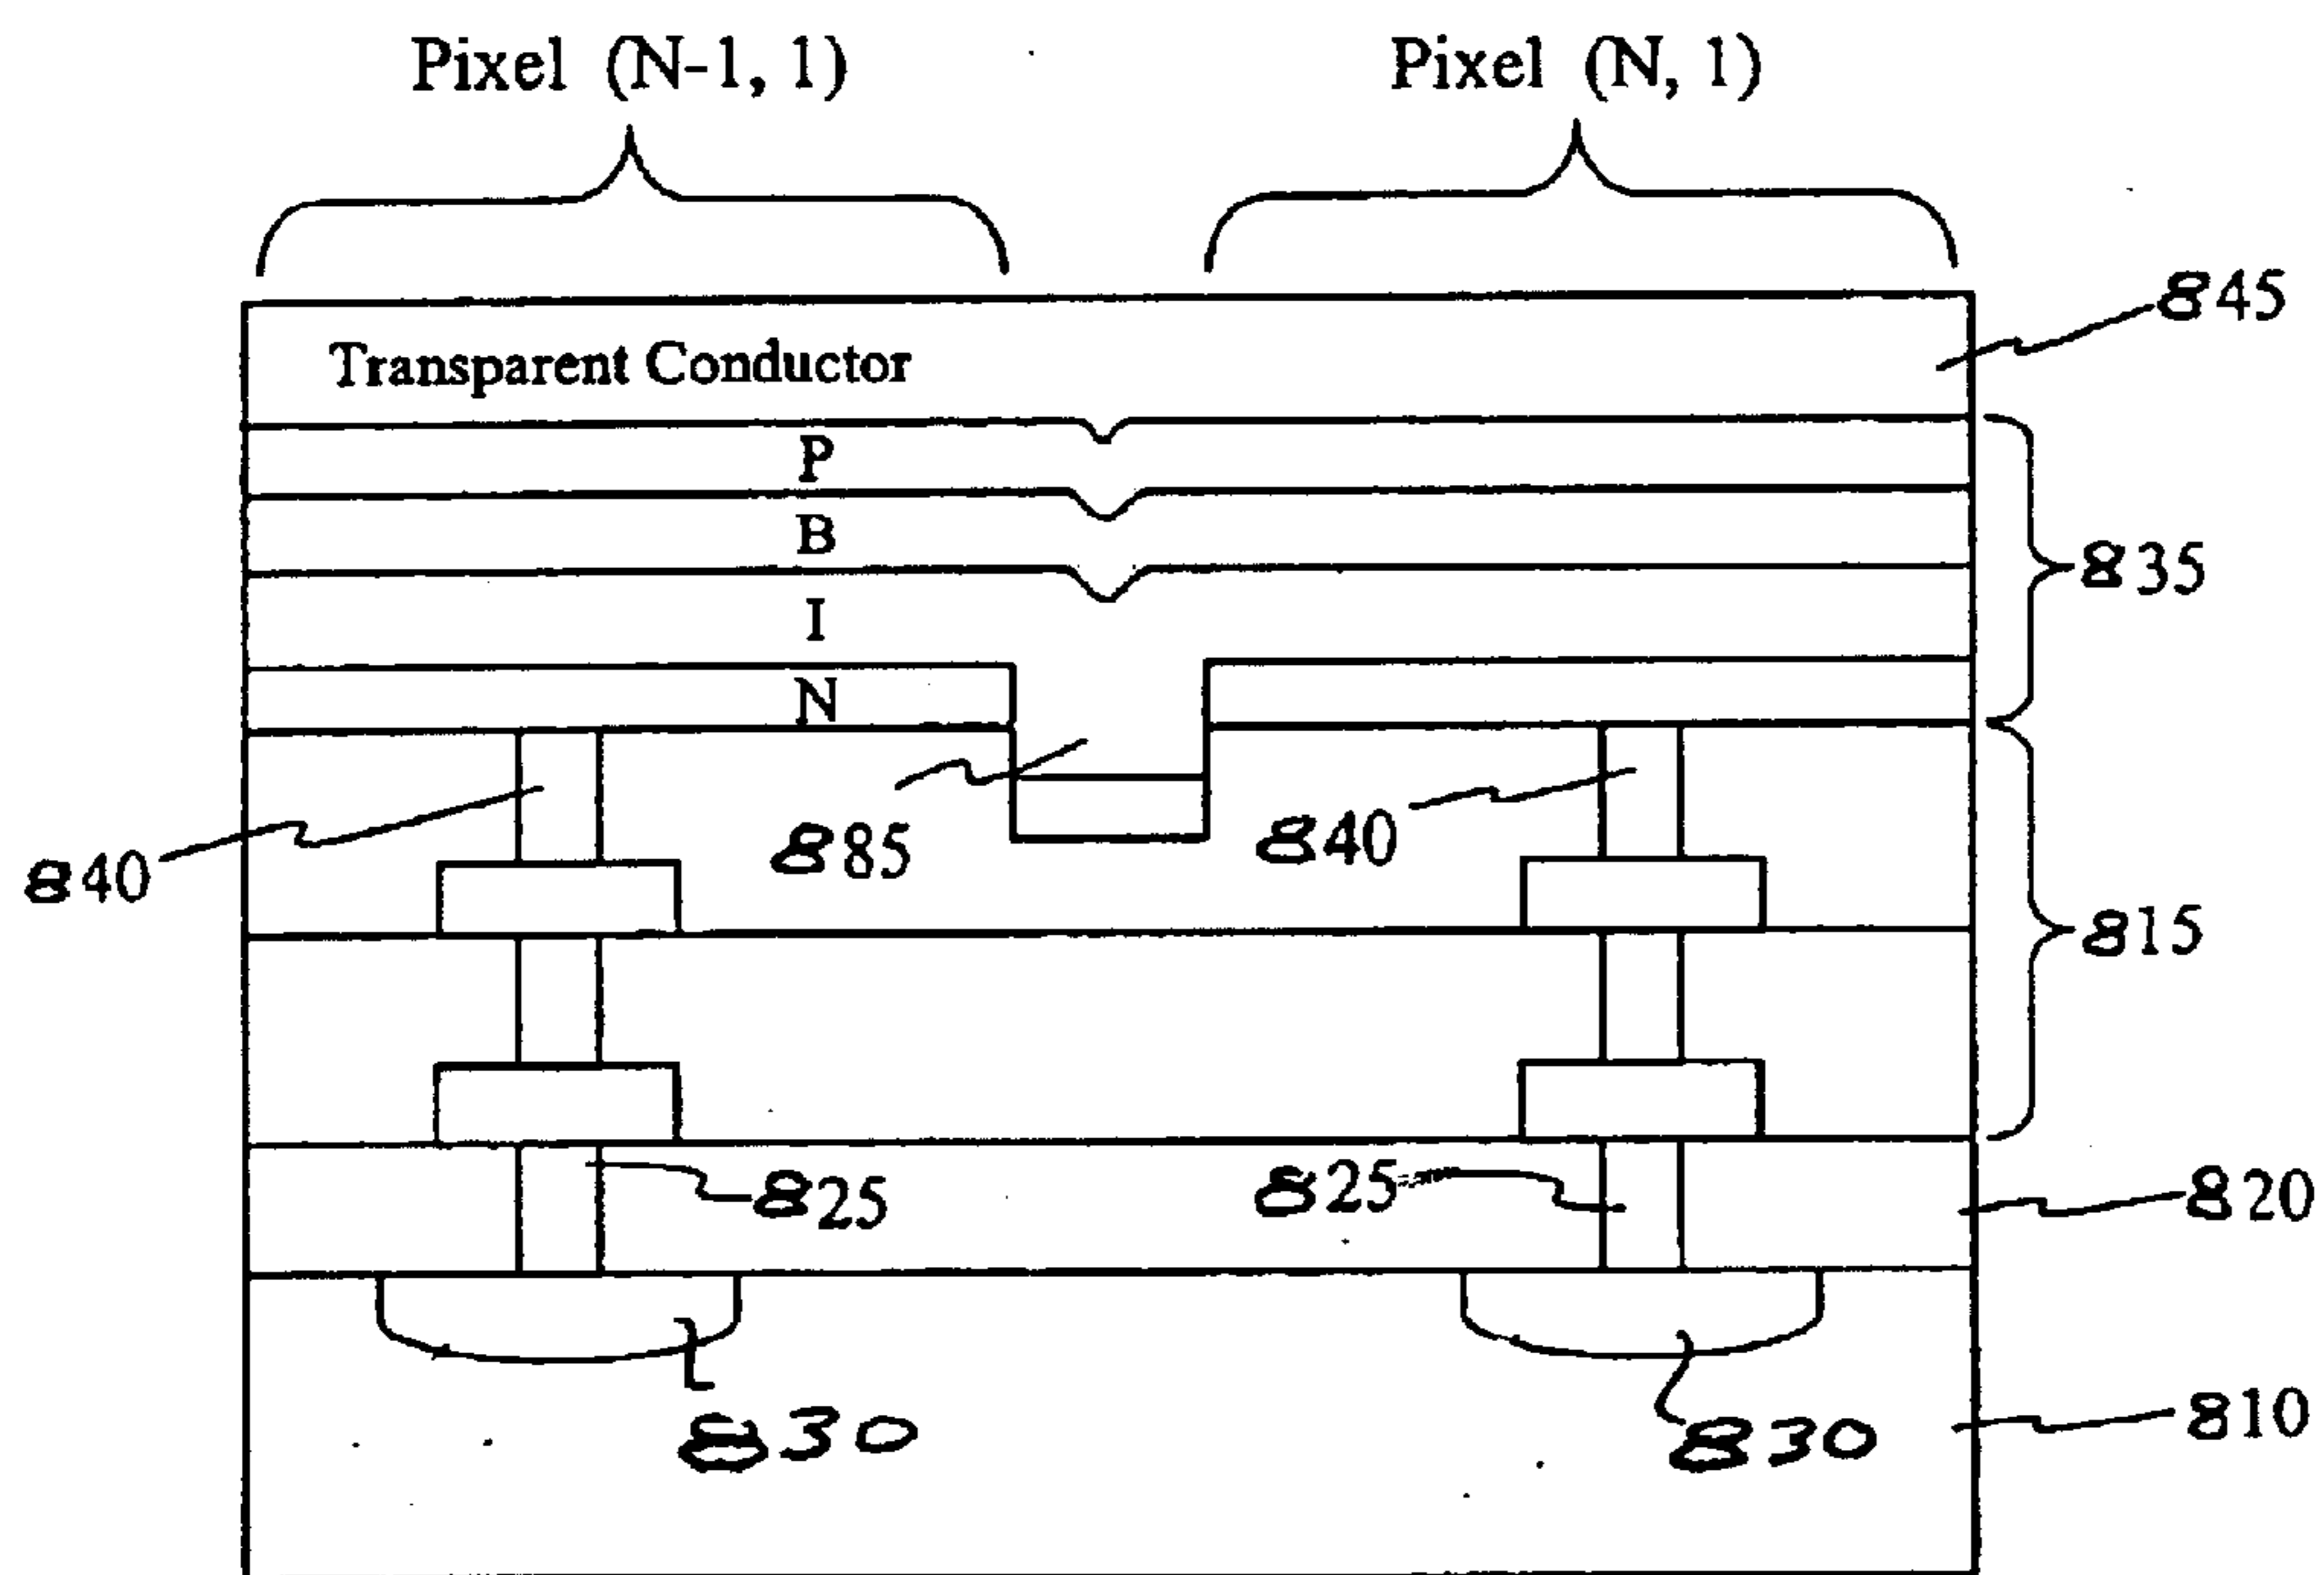 Pixel (N-1, 1)
Pixel (N, 1)
845
Transparent Conductor
P
B
835
I
N
840
885
840
815
825
825
820
830
830
810